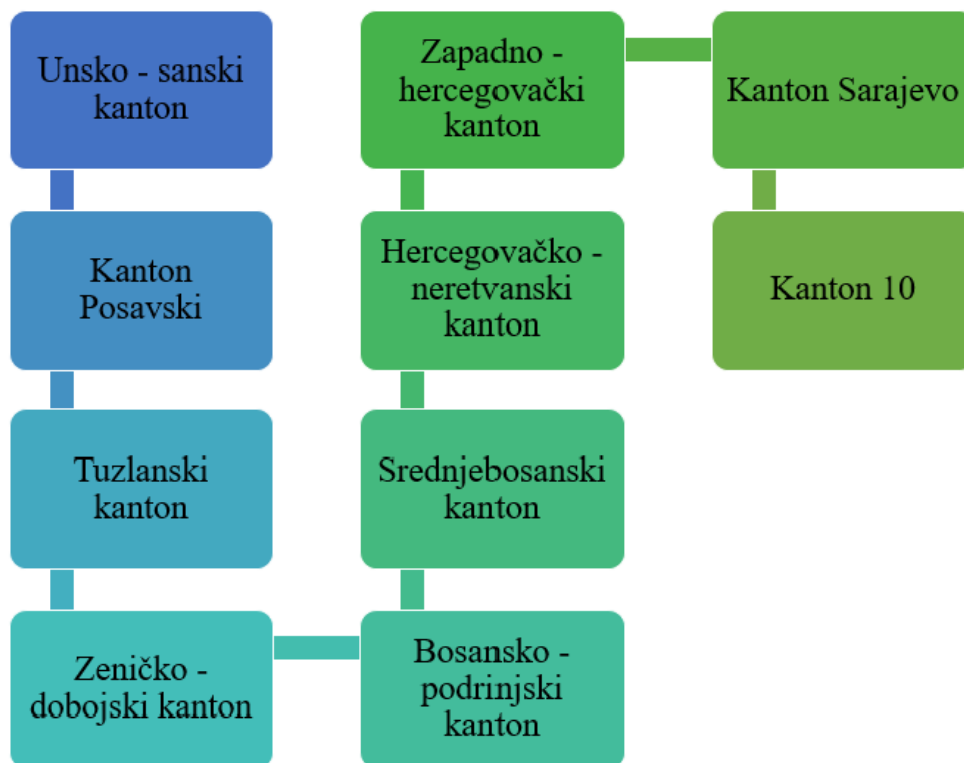 Unsko - sanski
kanton
Kanton
Posavski
Tuzlanski
kanton
Zeničko -
dobojski kanton
Bosansko -
podrinjski
kanton
Srednjebosanski
kanton
Hercegovačko -
neretvanski
kanton
Zapadno -
hercegovački
kanton
Kanton Sarajevo
Kanton 10